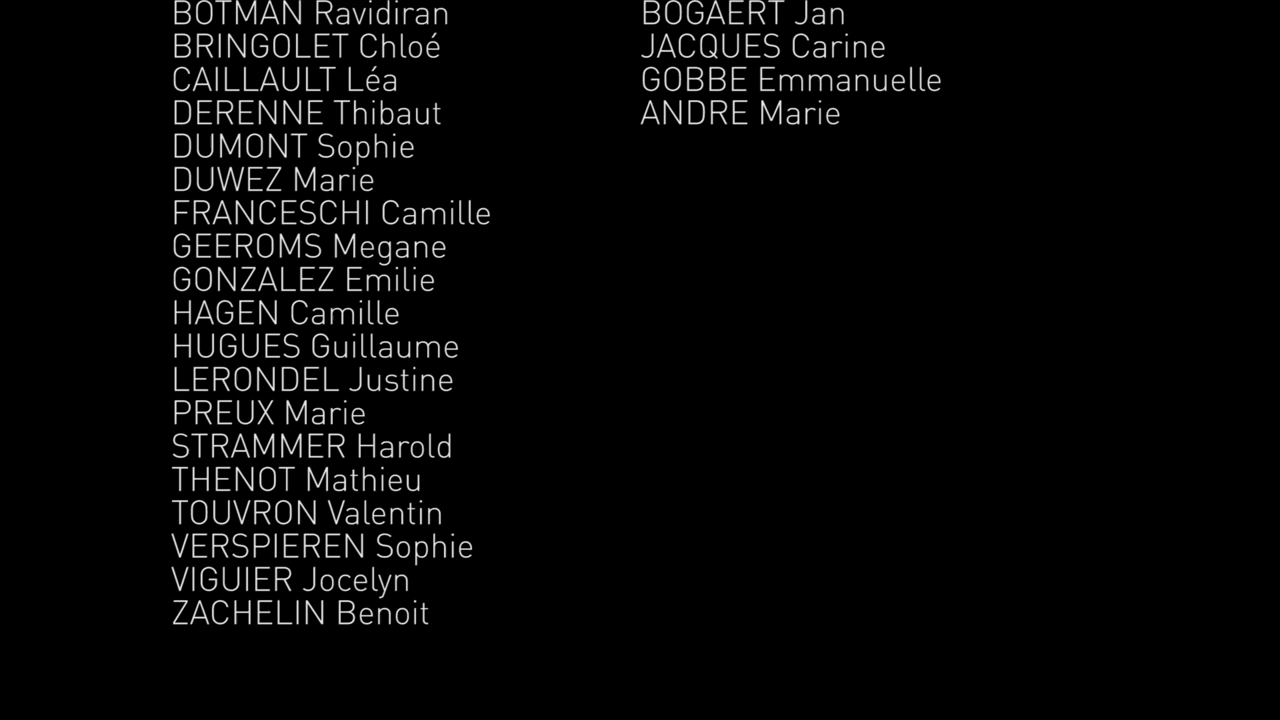 BOTMAN Ravidiran
BRINGOLET Chloé
CAILLAULT Léa
DERENNE Thibaut
DUMONT Sophie
DUWEZ Marie
FRANCESCHI Camille
GEEROMS Megane
GONZALEZ Emilie
HAGEN Camille
HUGUES Guillaume
LERONDEL Justine
PREUX Marie
STRAMMER Harold
THENOT Mathieu
TOUVRON Valentin
VERSPIEREN Sophie
VIGUIER Jocelyn
ZACHELIN Benoit
BOGAERT Jan
JACQUES Carine
GOBBE Emmanuelle
ANDRE Marie